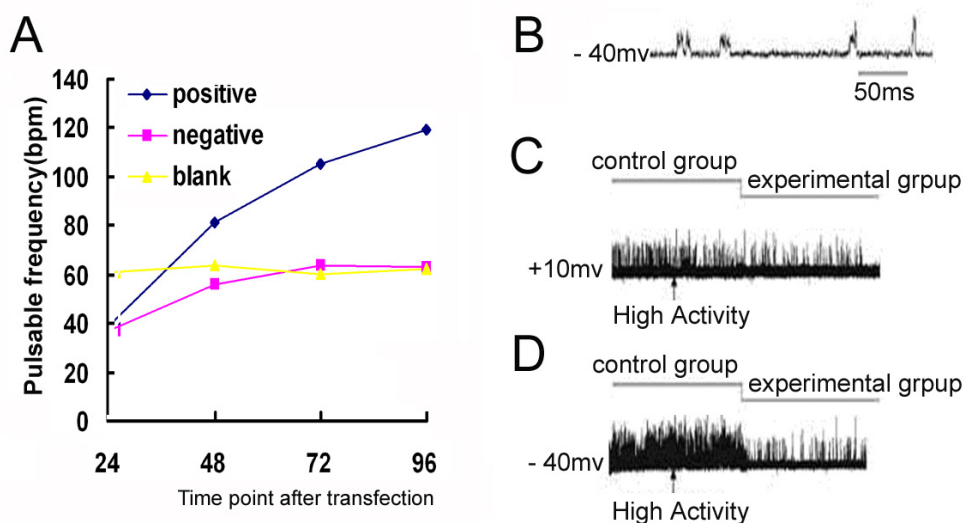 A
140
120
100
80
60
40
20
0
Pulsable frequency(bpm)
positive
negative
blank
24 48 72 96
Time point after transfection
B
- 40mv
50ms
C
control group
experimental grpup
+10mv
High Activity
D
control group
experimental grpup
- 40mv
High Activity